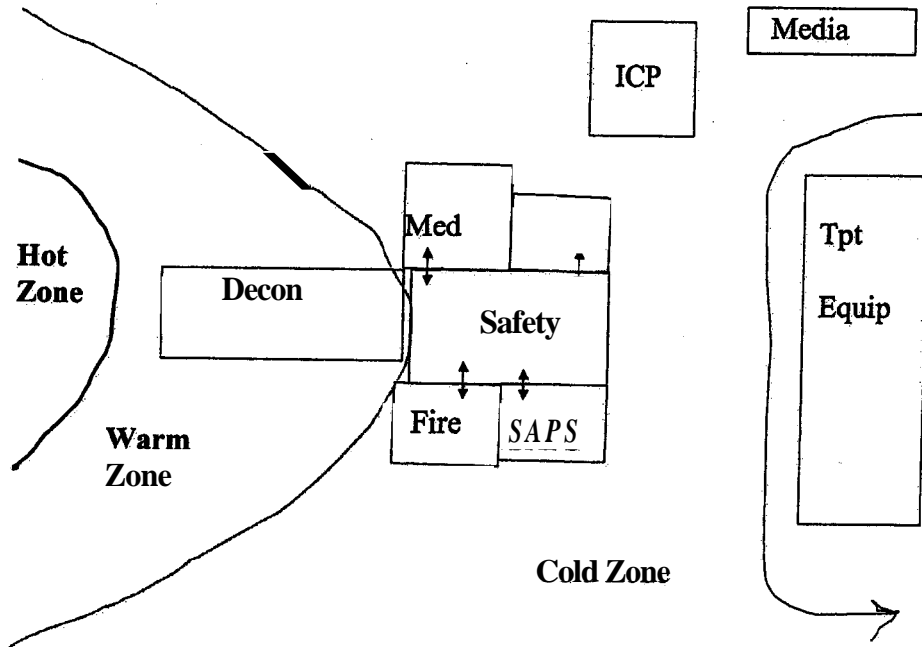 Media
ICP
Med
Tpt
Hot
Zone
Decon
Equip
Safety
Fire
SAPS
Warm
Zone
Cold Zone